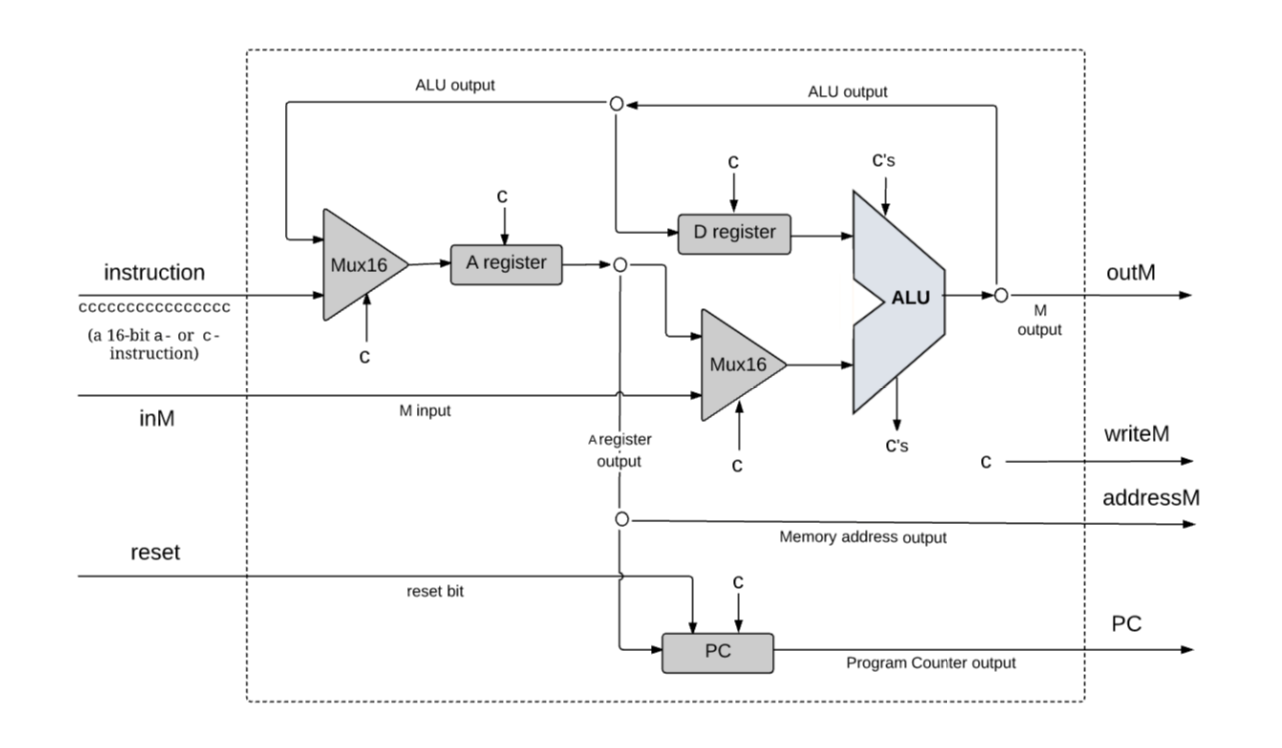 ALU output
ALU output
c
c's
c
D register
Mux16
A register
instruction
cccccccccccccccc
(a 16-bit a- or c-
instruction)
c
ALU
outM
M
output
Mux16
inM
M input
A register
output
c
c's
writeM
c
addressM
Memory address output
reset
reset bit
c
PC
PC
Program Counter output